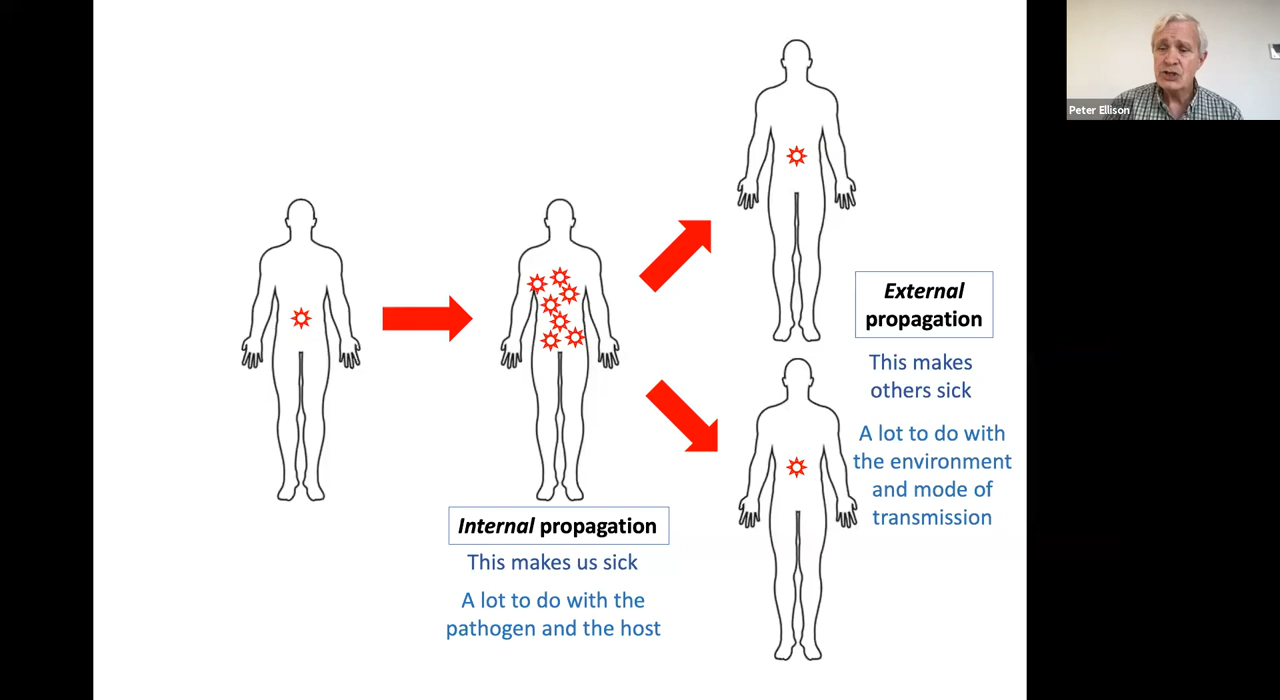 Peter Ellison
External
propagation
This makes
others sick
A lot to do with
the environment
and mode of
transmission
Internal propagation
This makes us sick
A lot to do with the
pathogen and the host